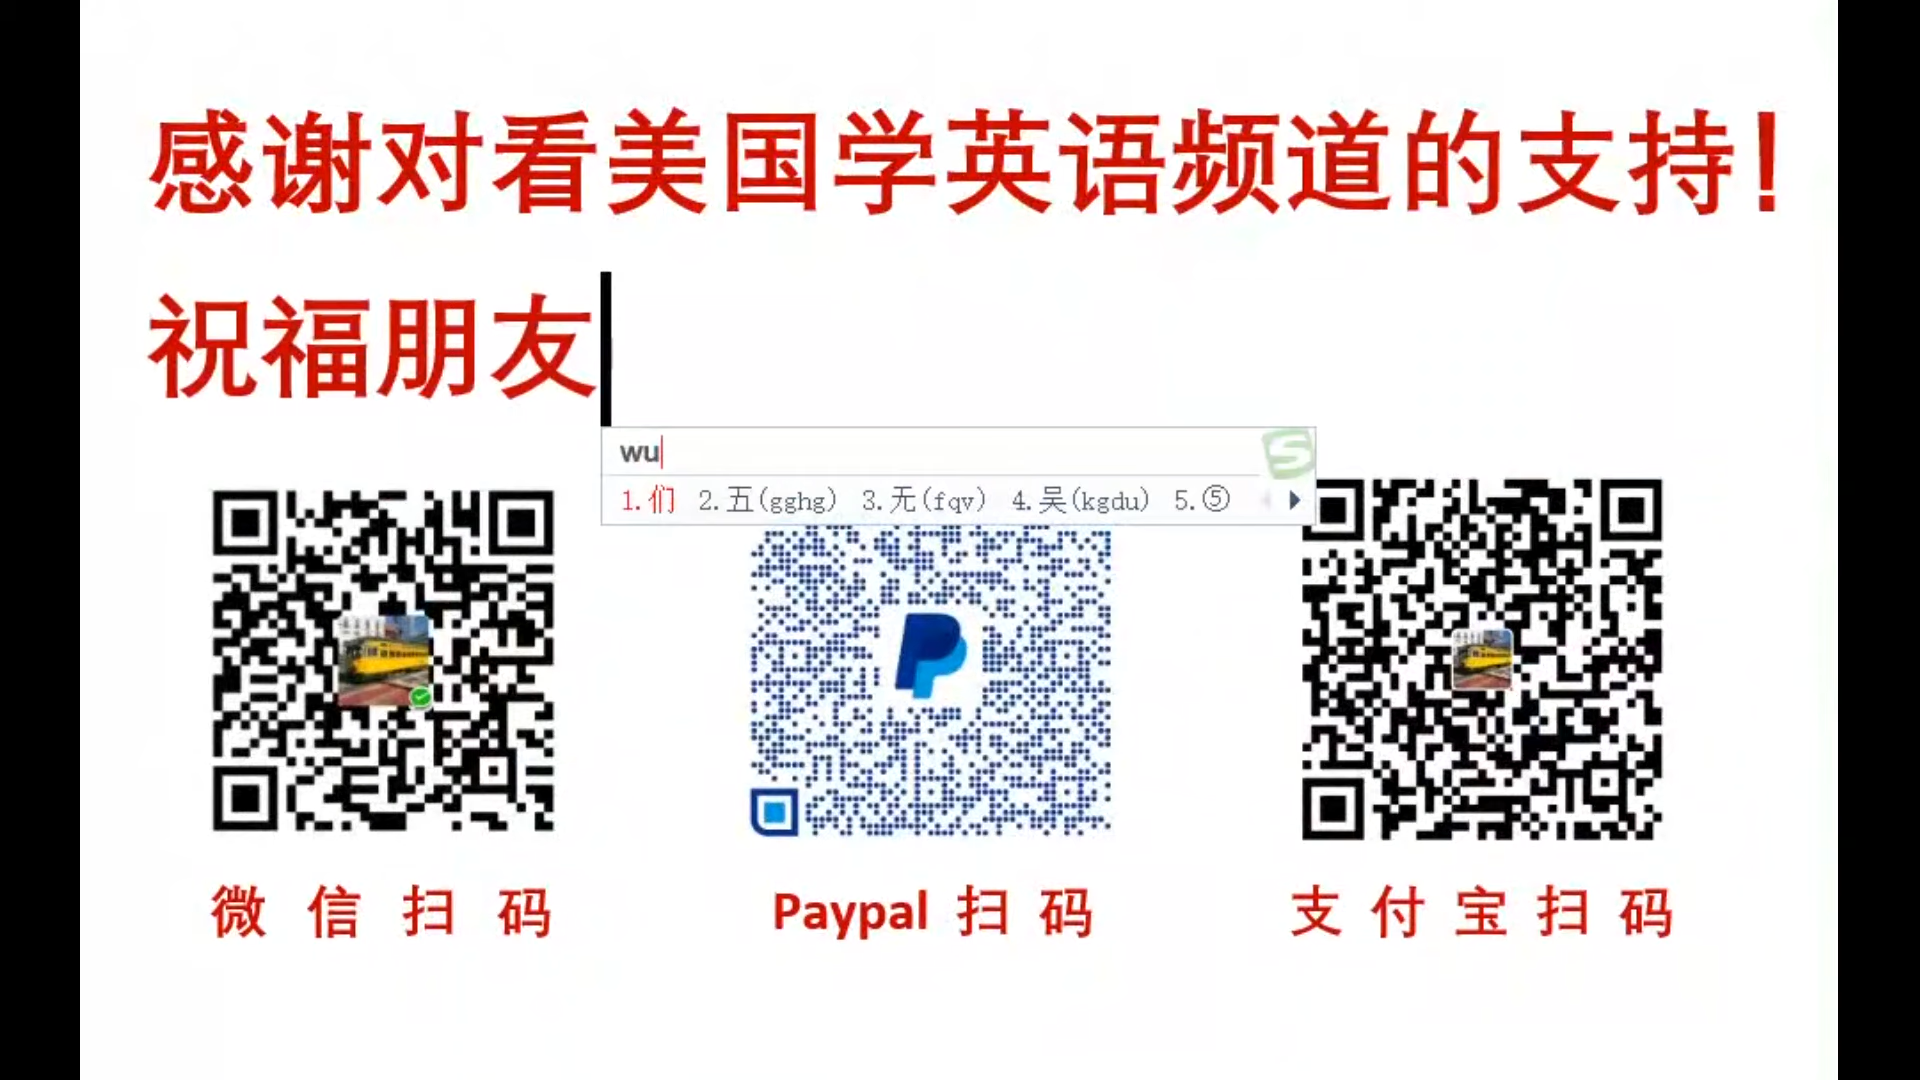 感谢对看美国学英语频道的支持！
祝福朋友
wu
1.们 2.五(gghg) 3.无(fqv) 4.吴(kgdu) 5.⑤
微信扫码
Paypal 扫码
支付宝扫码